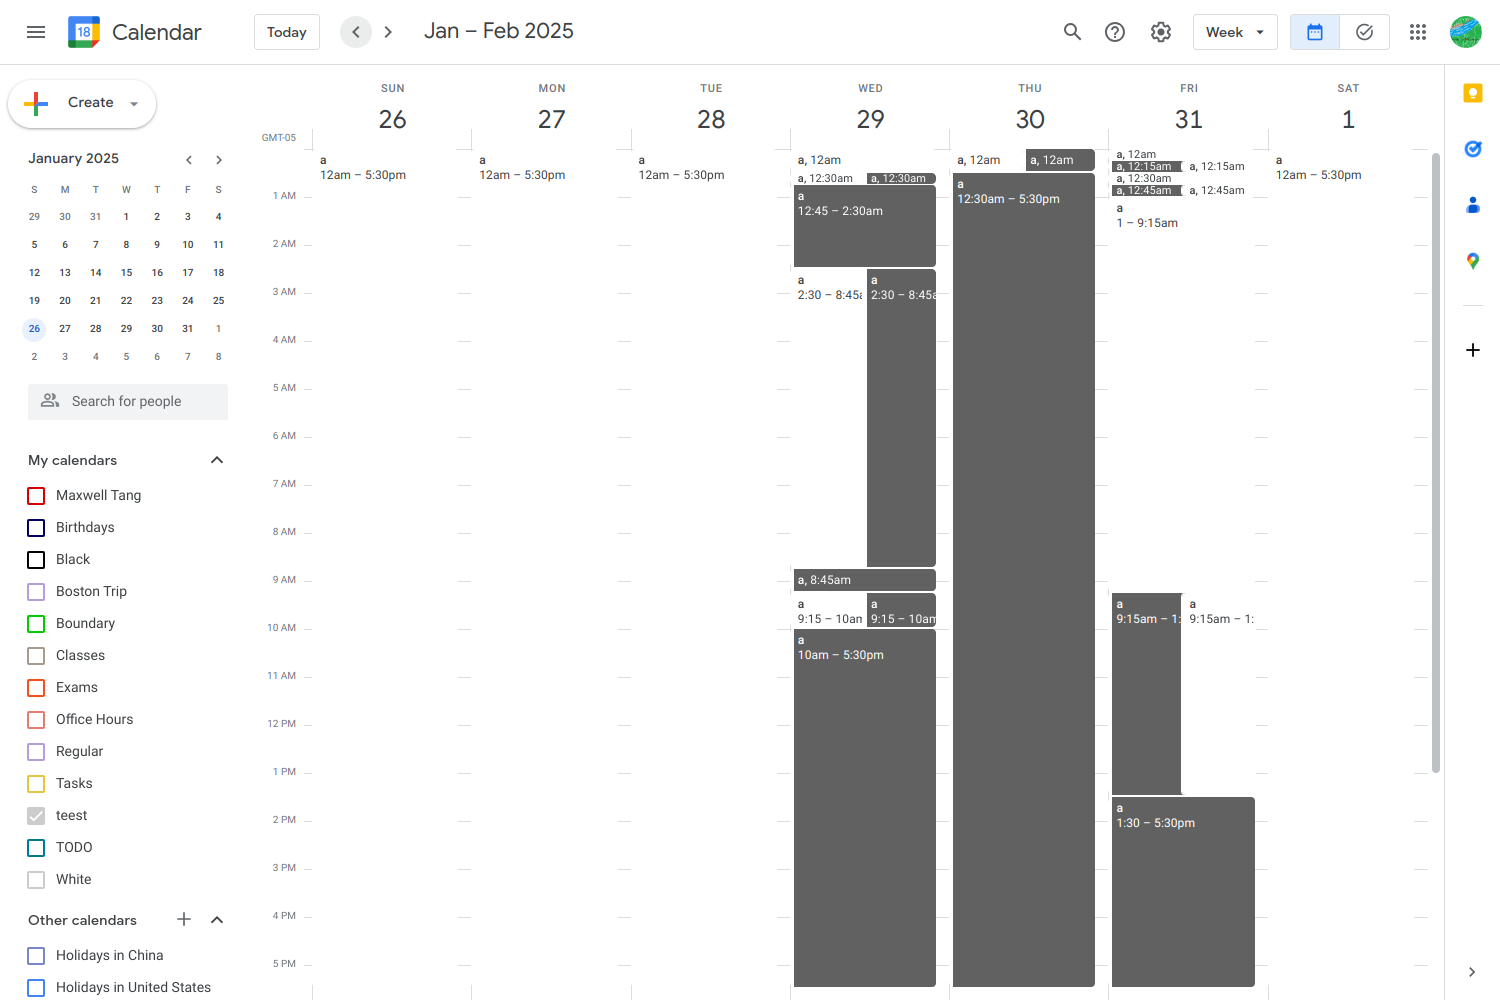 18 Calendar Today Jan – Feb 2025 Week
Create
January 2025
S M T W T F S
29 30 31 1 2 3 4
5 6 7 8 9 10 11
12 13 14 15 16 17 18
19 20 21 22 23 24 25
26 27 28 29 30 31 1
2 3 4 5 6 7 8
Search for people
My calendars
Maxwell Tang
Birthdays
Black
Boston Trip
Boundary
Classes
Exams
Office Hours
Regular
Tasks
teest
TODO
White
Other calendars
Holidays in China
Holidays in United States
SUN MON TUE WED THU FRI SAT
26 27 28 29 30 31 1
GMT-05
1 AM
2 AM
3 AM
4 AM
5 AM
6 AM
7 AM
8 AM
9 AM
10 AM
11 AM
12 PM
1 PM
2 PM
3 PM
4 PM
5 PM
a
12am – 5:30pm
a
12am – 5:30pm
a
12am – 5:30pm
a, 12am
a, 12:30am a, 12:30am
a
12:45 – 2:30am
a
2:30 – 8:45a
a
2:30 – 8:45a
a, 8:45am
a
9:15 – 10am
a
9:15 – 10am
a
10am – 5:30pm
a, 12am a, 12am
a
12:30am – 5:30pm
a, 12am
a, 12:15am a, 12:15am
a, 12:30am
a, 12:45am a, 12:45am
a
1 – 9:15am
a
9:15am – 1:
a
9:15am – 1:
a
1:30 – 5:30pm
a
12am – 5:30pm